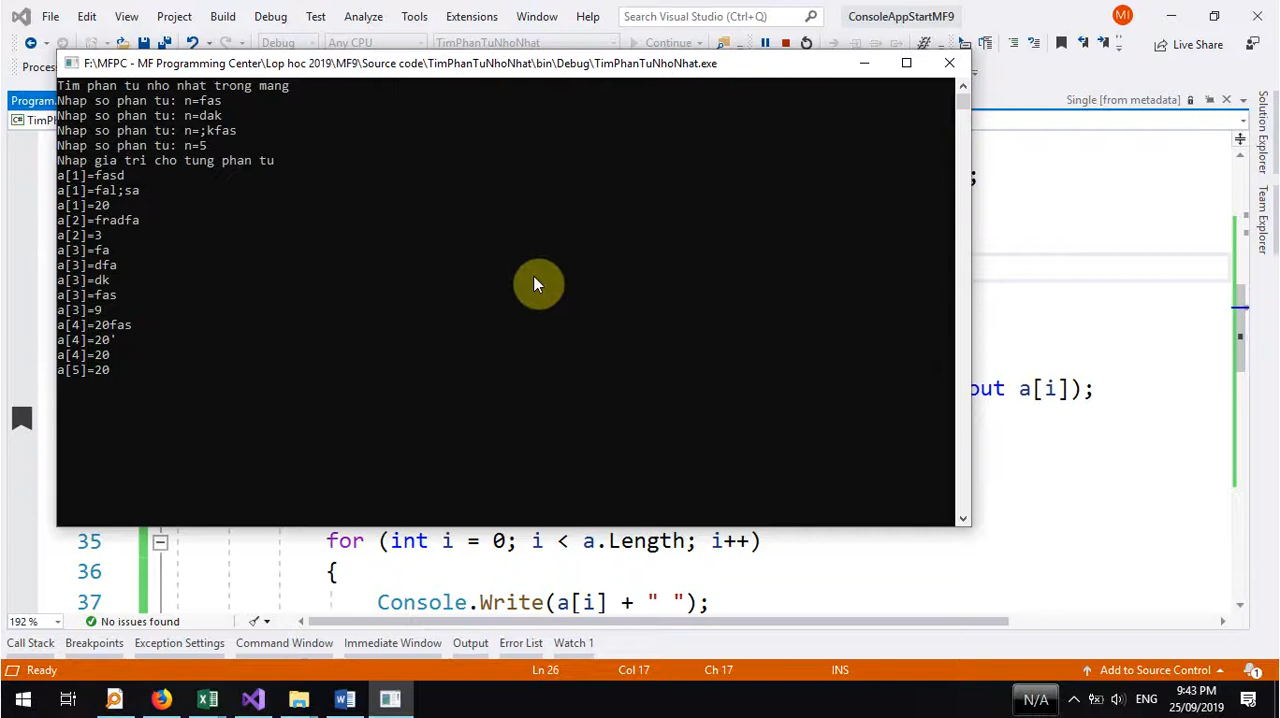 File Edit View Project Build Debug Test Analyze Tools Extensions Window Help Search Visual Studio (Ctrl+Q) ConsoleAppStartMF9 MI
Debug Any CPU TimPhanTuNhoNhat Continue Live Share
Proces
F:\MFPC - MF Programming Center\Lop hoc 2019\MF9\Source code\TimPhanTuNhoNhat\bin\Debug\TimPhanTuNhoNhat.exe
Program. Single [from metadata]
TimPh
Tim phan tu nho nhat trong mang
Nhap so phan tu: n=fas
Nhap so phan tu: n=dak
Nhap so phan tu: n=;kfas
Nhap so phan tu: n=5
Nhap gia tri cho tung phan tu
a[1]=fasd
a[1]=fal;sa
a[1]=20
a[2]=fradfa
a[2]=3
a[3]=fa
a[3]=dfa
a[3]=dk
a[3]=fas
a[3]=9
a[4]=20fas
a[4]=20'
a[4]=20
a[5]=20
;
out a[i]);
Solution Explorer
Team Explorer
35 for (int i = 0; i < a.Length; i++)
36 {
37 Console.Write(a[i] + " ");
192 % No issues found
Call Stack Breakpoints Exception Settings Command Window Immediate Window Output Error List Watch 1
Ready Ln 26 Col 17 Ch 17 INS Add to Source Control 1
N/A ENG 9:43 PM
25/09/2019